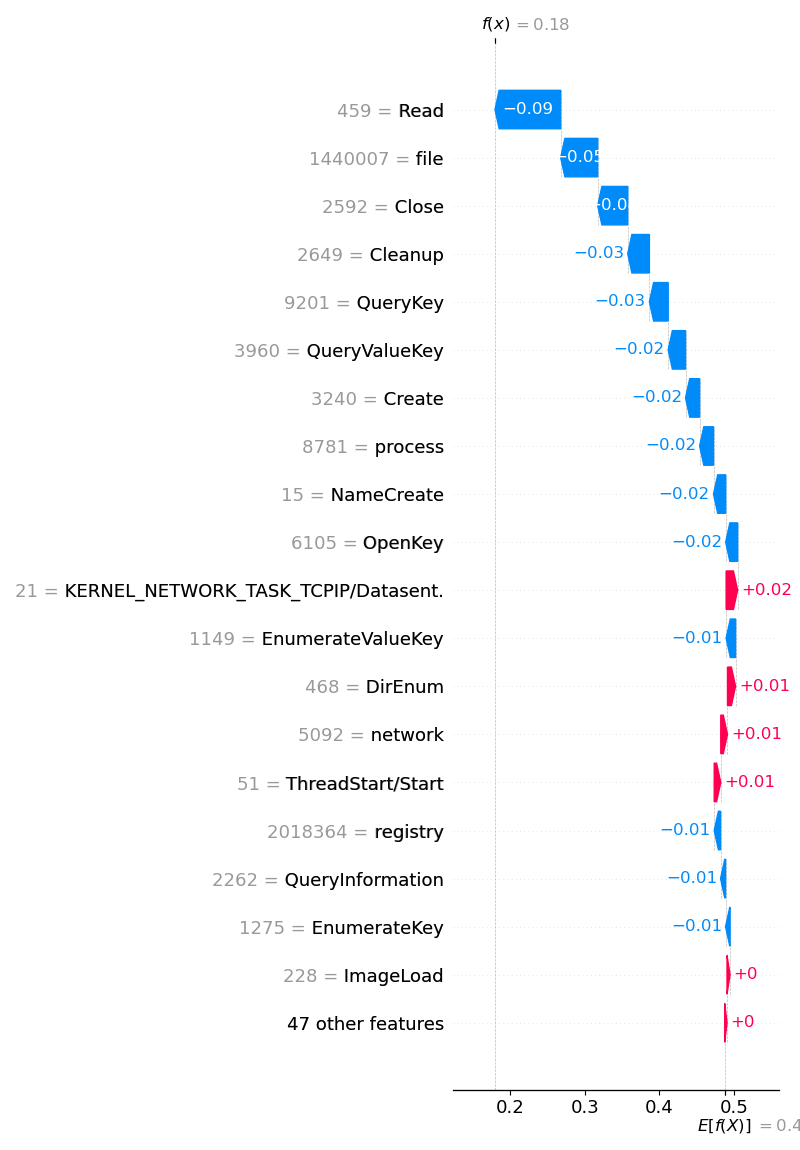 f(x) = 0.18
459 = Read −0.09
1440007 = file −0.05
2592 = Close −0.0
2649 = Cleanup −0.03
9201 = QueryKey −0.03
3960 = QueryValueKey −0.02
3240 = Create −0.02
8781 = process −0.02
15 = NameCreate −0.02
6105 = OpenKey −0.02
21 = KERNEL_NETWORK_TASK_TCPIP/Datasent. +0.02
1149 = EnumerateValueKey −0.01
468 = DirEnum +0.01
5092 = network +0.01
51 = ThreadStart/Start +0.01
2018364 = registry −0.01
2262 = QueryInformation −0.01
1275 = EnumerateKey −0.01
228 = ImageLoad +0
47 other features +0
0.2 0.3 0.4 0.5
E[f(X)] = 0.4